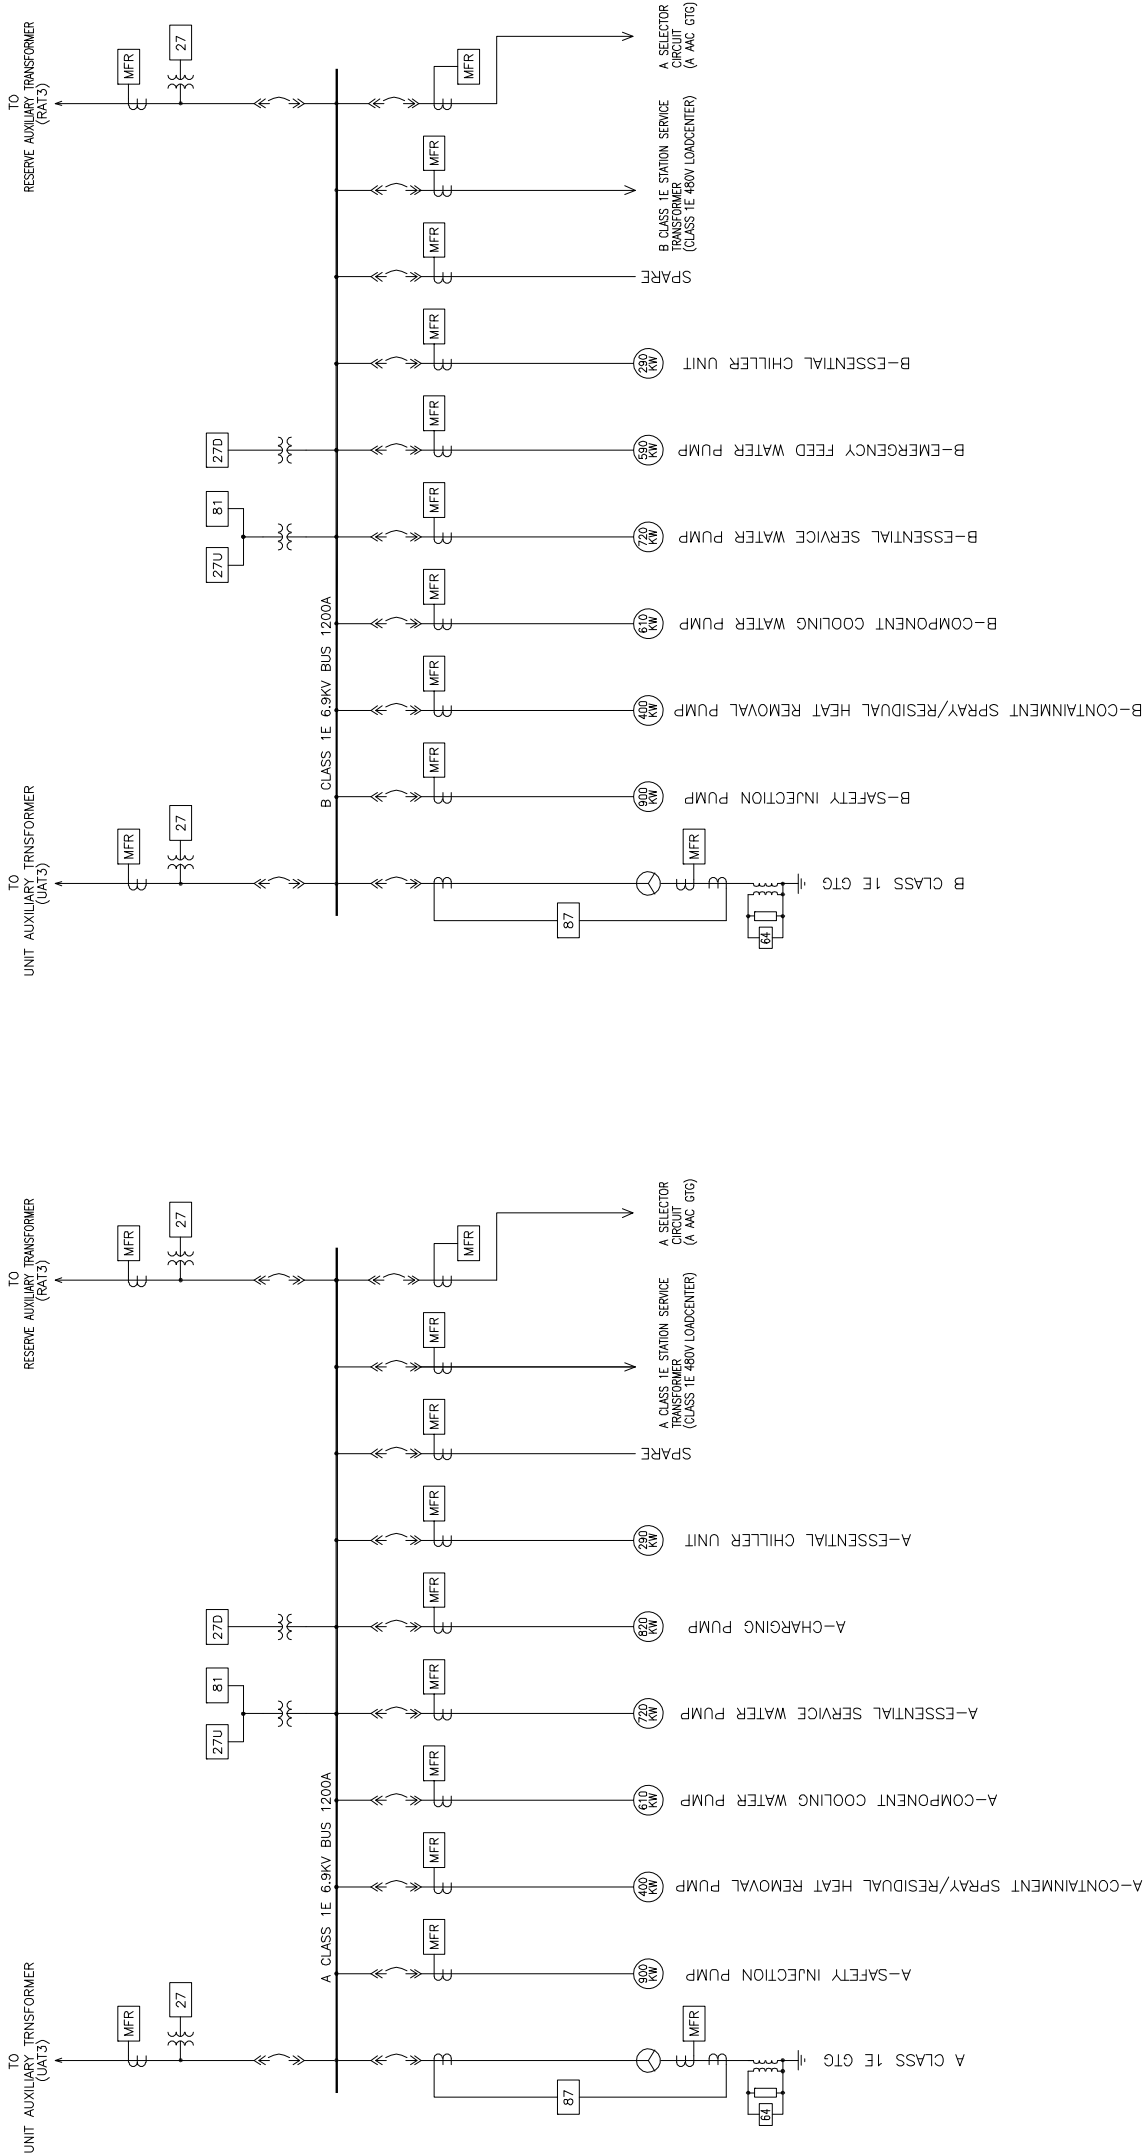 TO
UNIT AUXILIARY TRNSFORMER
(UAT3)
MFR
27
TO
RESERVE AUXILIARY TRANSFORMER
(RAT3)
MFR
27
27U
81
27D
A CLASS 1E 6.9KV BUS 1200A
87
MFR
64
A CLASS 1E GTG
MFR
900
KW
A-SAFETY INJECTION PUMP
MFR
400
KW
A-CONTAINMENT SPRAY/RESIDUAL HEAT REMOVAL PUMP
MFR
610
KW
A-COMPONENT COOLING WATER PUMP
MFR
720
KW
A-ESSENTIAL SERVICE WATER PUMP
MFR
820
KW
A-CHARGING PUMP
MFR
290
KW
A-ESSENTIAL CHILLER UNIT
MFR
SPARE
MFR
A CLASS 1E STATION SERVICE
TRANSFORMER
(CLASS 1E 480V LOADCENTER)
MFR
A SELECTOR
CIRCUIT
(A AAC GTG)
TO
UNIT AUXILIARY TRNSFORMER
(UAT3)
MFR
27
TO
RESERVE AUXILIARY TRANSFORMER
(RAT3)
MFR
27
27U
81
27D
B CLASS 1E 6.9KV BUS 1200A
87
MFR
64
B CLASS 1E GTG
MFR
900
KW
B-SAFETY INJECTION PUMP
MFR
400
KW
B-CONTAINMENT SPRAY/RESIDUAL HEAT REMOVAL PUMP
MFR
610
KW
B-COMPONENT COOLING WATER PUMP
MFR
720
KW
B-ESSENTIAL SERVICE WATER PUMP
MFR
590
KW
B-EMERGENCY FEED WATER PUMP
MFR
290
KW
B-ESSENTIAL CHILLER UNIT
MFR
SPARE
MFR
B CLASS 1E STATION SERVICE
TRANSFORMER
(CLASS 1E 480V LOADCENTER)
MFR
A SELECTOR
CIRCUIT
(A AAC GTG)